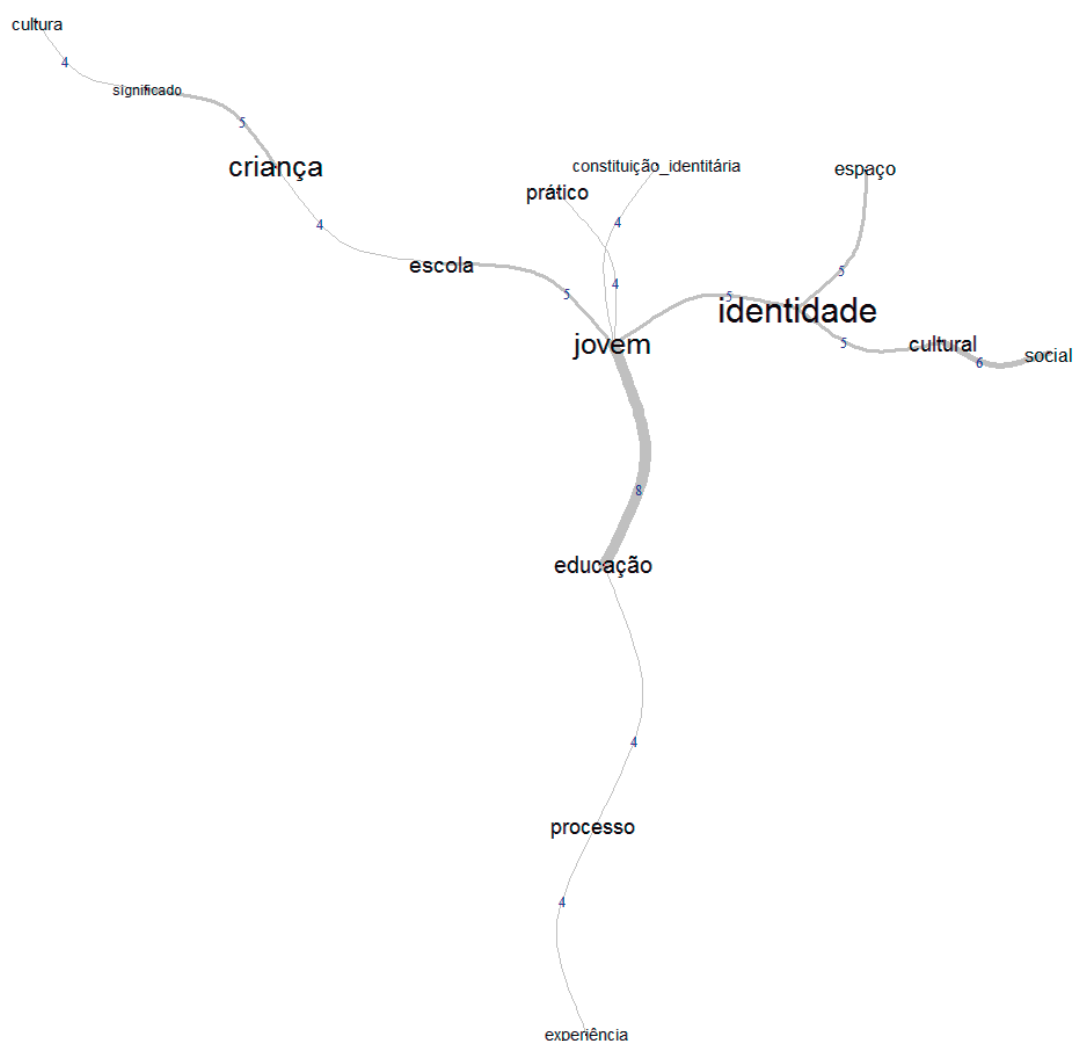 cultura
4
significado
5
criança
4
constituição_identitária
prático
espaço
4
escola
5
4
5
5
identidade
jovem
5
cultural
6
social
8
educação
4
processo
4
experiência